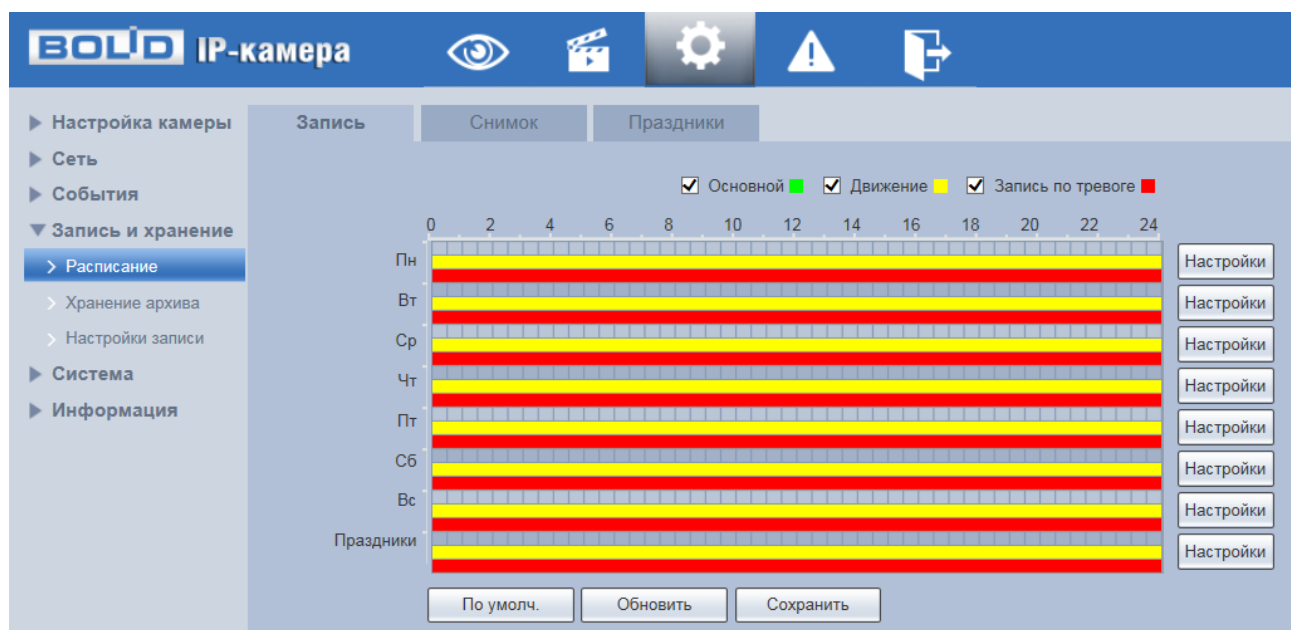 BOLID IP-камера
Настройка камеры
Сеть
События
Запись и хранение
Расписание
Хранение архива
Настройки записи
Система
Информация
Запись Снимок Праздники
Основной Движение Запись по тревоге
0 2 4 6 8 10 12 14 16 18 20 22 24
Пн Настройки
Вт Настройки
Ср Настройки
Чт Настройки
Пт Настройки
Сб Настройки
Вс Настройки
Праздники Настройки
По умолч. Обновить Сохранить